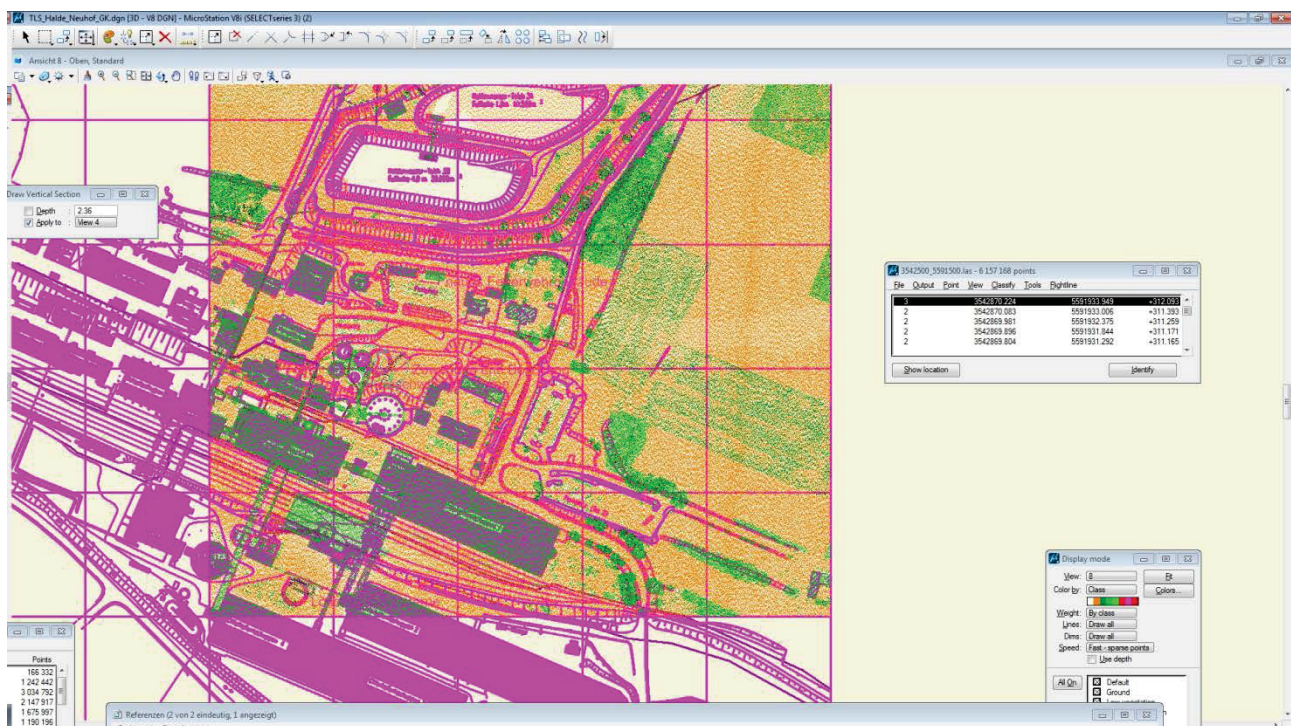 TLS_Halde_Neuhof_GK.dgn [3D - V8 DGN] - MicroStation V8i (SELECTseries 3) (2)
Ansicht 8 - Oben, Standard
Draw Vertical Section
Depth : 2.36
Apply to : View 4
3542500_5591500.las - 6 157 168 points
File Output Point View Classify Tools Flightline
3 3542870.224 5591933.949 +312.093
2 3542870.083 5591933.006 +311.393
2 3542869.981 5591932.375 +311.259
2 3542869.896 5591931.844 +311.171
2 3542869.804 5591931.292 +311.165
Show location Identify
Display mode
View: 8 Fit
Color by: Class Colors...
Weight: By class
Lines: Draw all
Dims: Draw all
Speed: Fast - sparse points
Use depth
All On Default
Ground
Points
166 332
1 242 442
3 034 792
2 147 917
1 675 997
1 190 196
Referenzen (2 von 2 eindeutig, 1 angezeigt)